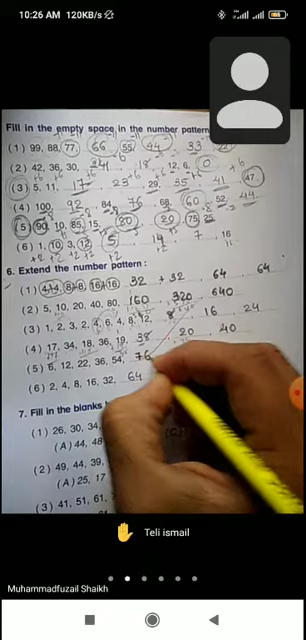 10:26 AM 120KB/s
Fill in the empty space in the number pattern
(1) 99, 88, 77, 66 55, 44 33
(2) 42, 36, 30, 24 18 12, 6, 0
(3) 5, 11, 17 23 29, 35 41 47
(4) 100, 92 84, 76 68, 60 52, 44
(5) 90, 10, 85, 15, 80 20 75, 25
(6) 1, 10, 3, 12, 5 14 7 16
6. Extend the number pattern :
(1) 4+4, 8+8, 16+16, 32 + 32, 64 64
(2) 5, 10, 20, 40, 80, 160 320 640
(3) 1, 2, 3, 2, 4, 6, 4, 8, 12, 8 16 24
(4) 17, 34, 18, 36, 19, 38 20 40
(5) 6, 12, 22, 36, 54, 76
(6) 2, 4, 8, 16, 32, 64
7. Fill in the blanks
(1) 26, 30, 34,
(A) 44, 48
(2) 49, 44, 39,
(A) 25, 17
(3) 41, 51, 61,
Teli ismail
Muhammadfuzail Shaikh